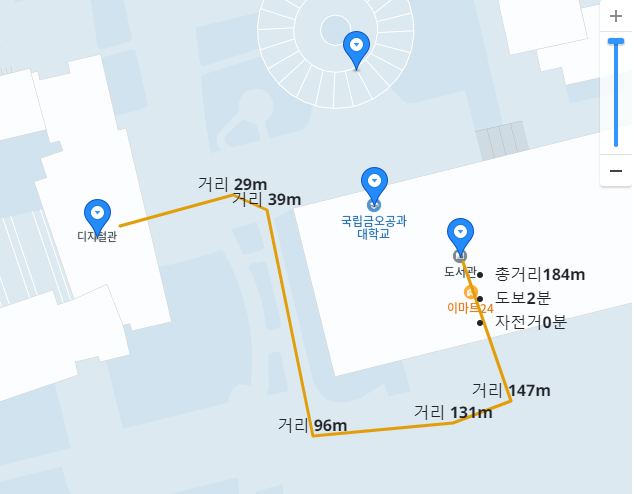 거리 29m
거리 39m
국립금오공과
대학교
디지털관
도서관
총거리184m
도보2분
이마트24
자전거0분
거리 147m
거리 131m
거리 96m